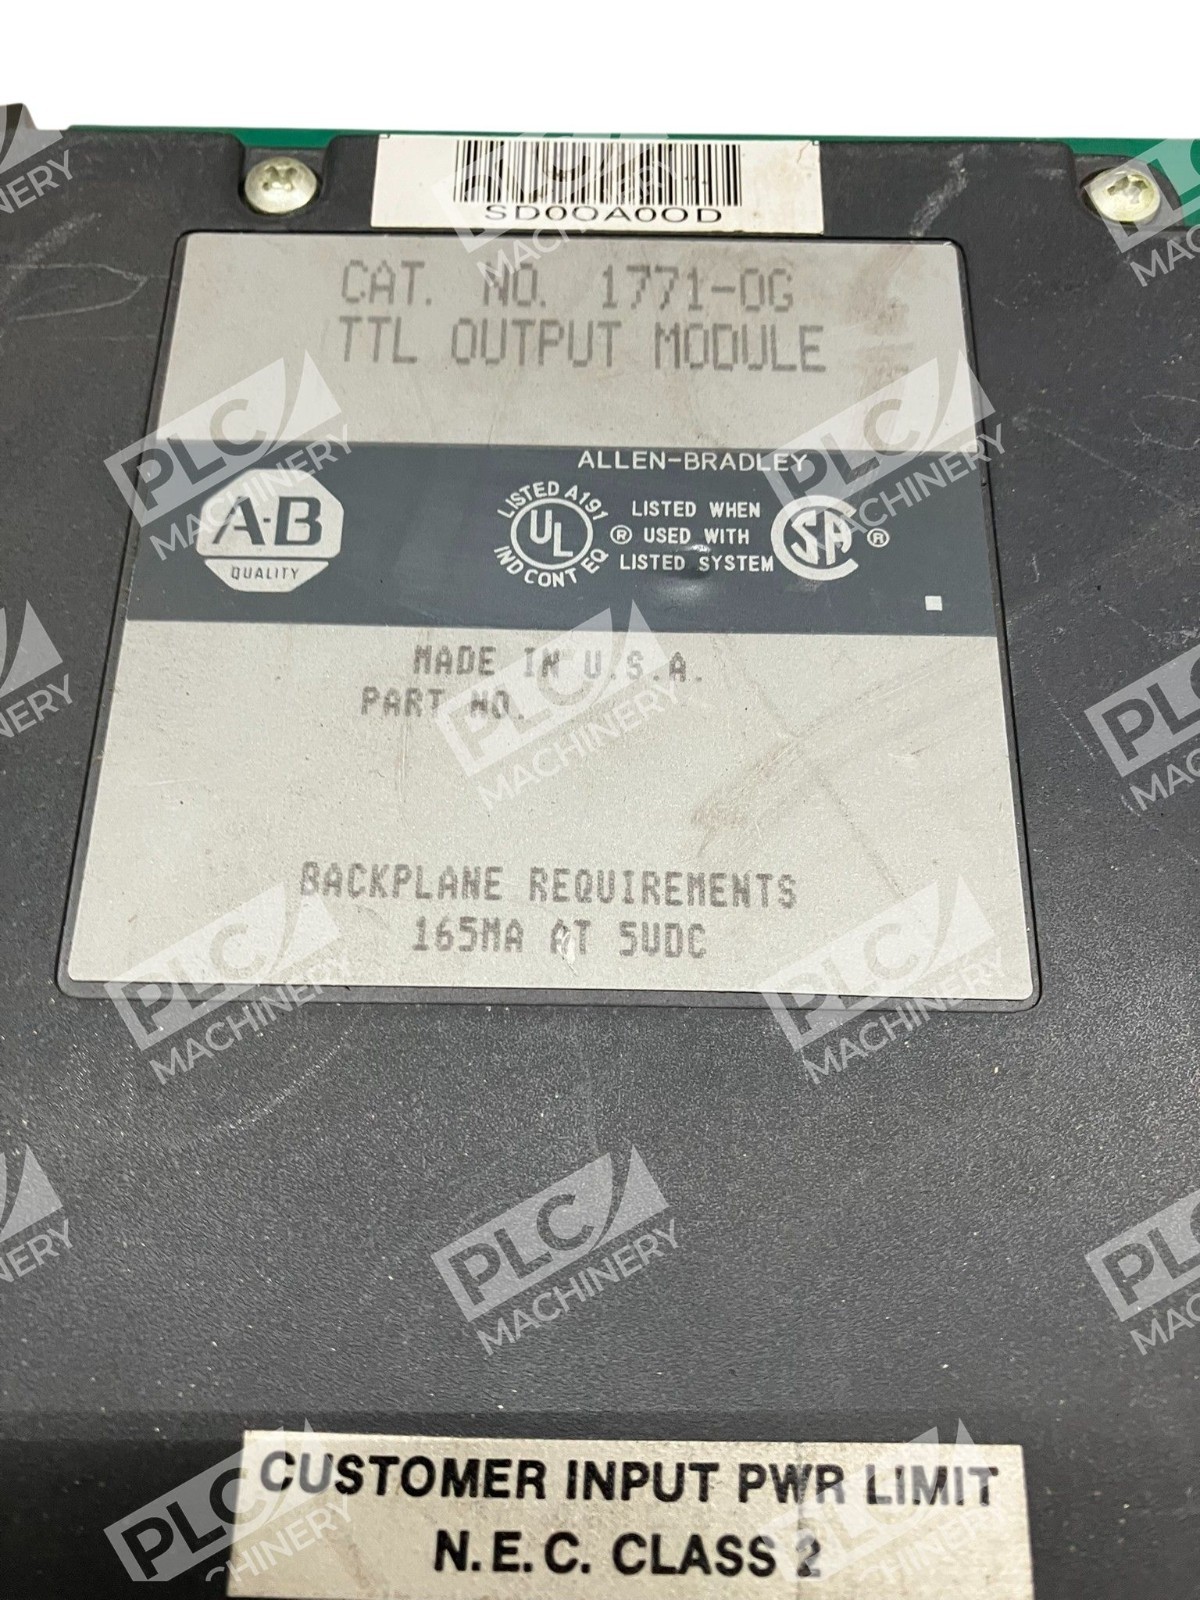 SD00A00D
CAT. NO. 1771-OG
TTL OUTPUT MODULE
ALLEN-BRADLEY
A-B
QUALITY
LISTED A191
UL
IND CONT EQ
®
LISTED WHEN
USED WITH
LISTED SYSTEM
SA
®
MADE IN U.S.A.
PART NO.
BACKPLANE REQUIREMENTS
165MA AT 5VDC
CUSTOMER INPUT PWR LIMIT
N.E.C. CLASS 2
PLC
MACHINERY